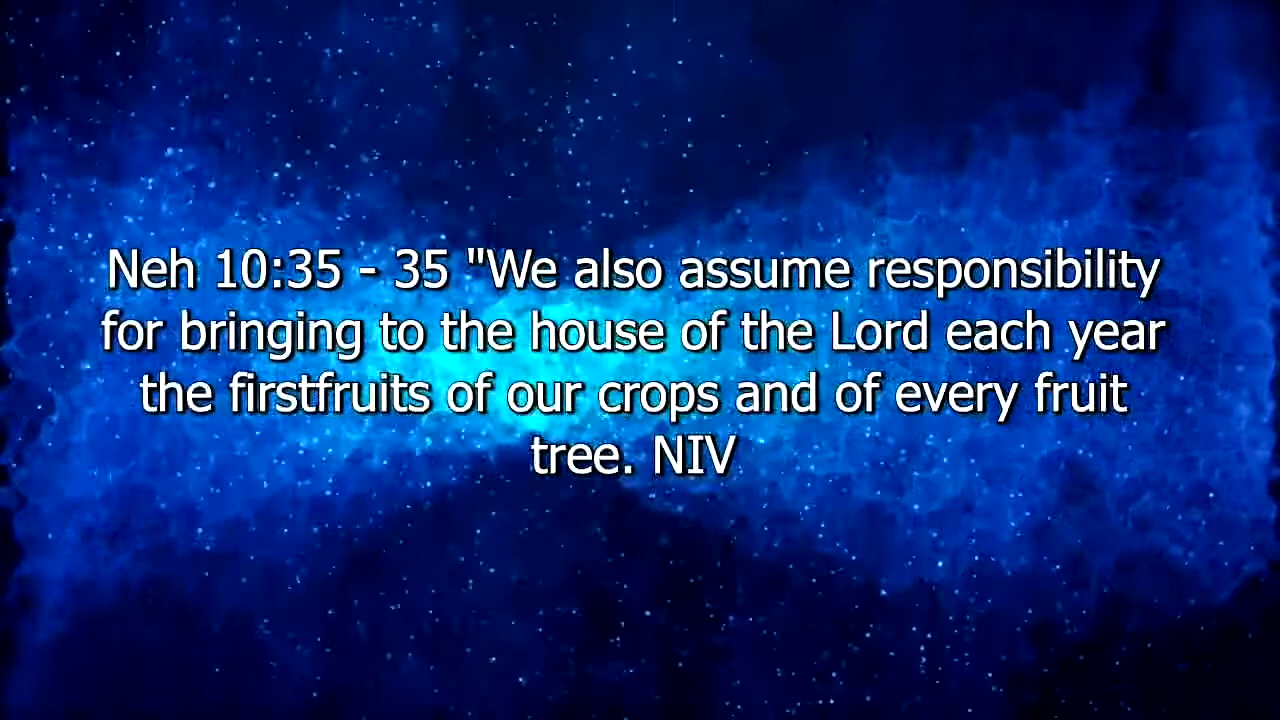 Neh 10:35 - 35 "We also assume responsibility
for bringing to the house of the Lord each year
the firstfruits of our crops and of every fruit
tree. NIV